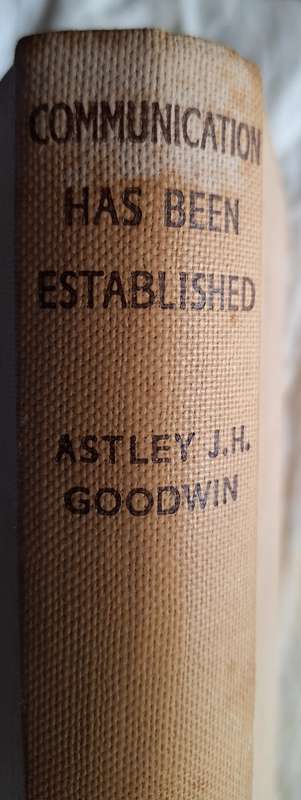 COMMUNICATION
HAS BEEN
ESTABLISHED
ASTLEY J.H.
GOODWIN